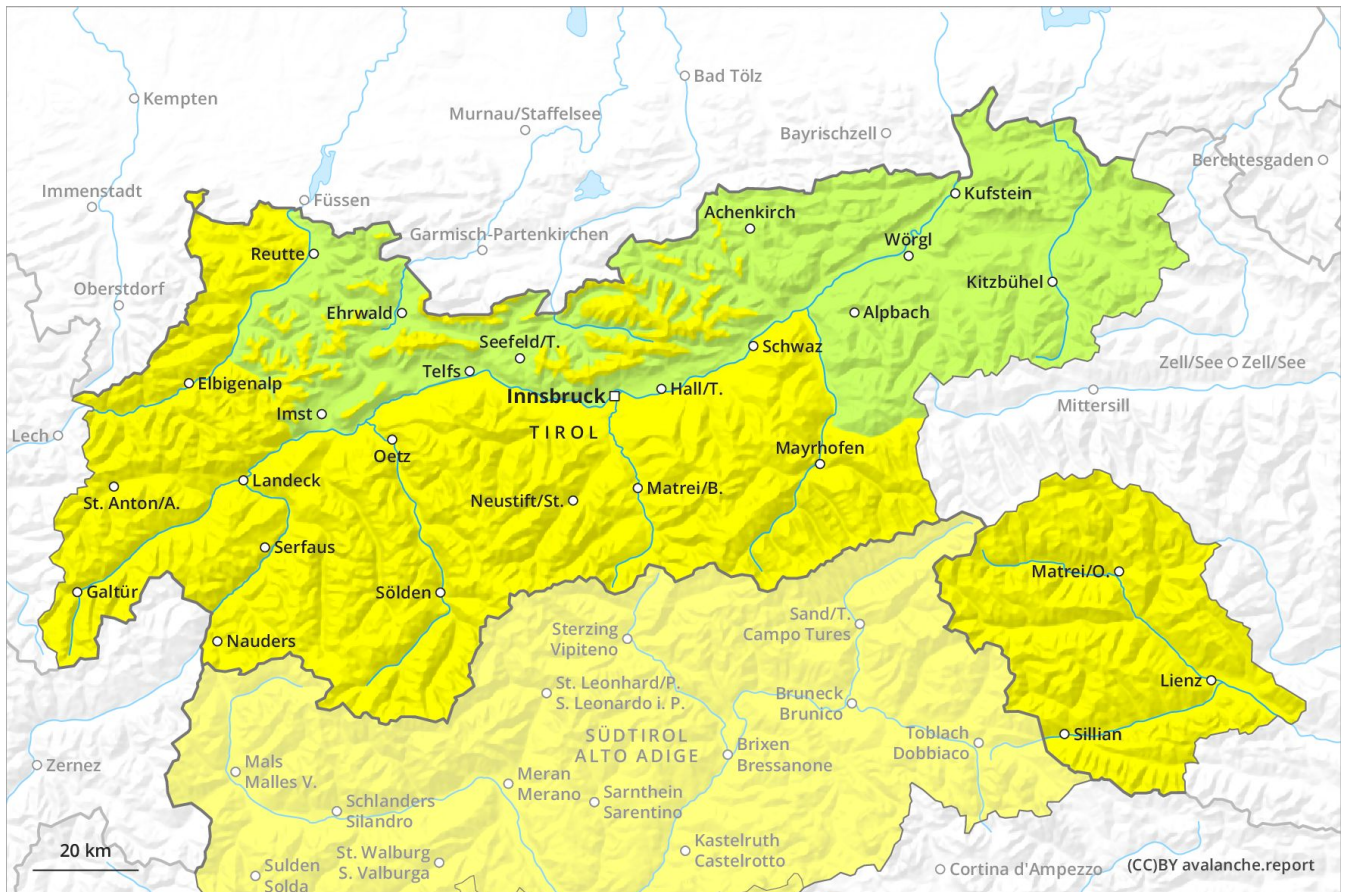 Kempten
Bad Tölz
Murnau/Staffelsee
Bayrischzell
Berchtesgaden
Immenstadt
Füssen
Kufstein
Achenkirch
Garmisch-Partenkirchen
Wörgl
Reutte
Kitzbühel
Oberstdorf
Ehrwald
Alpbach
Seefeld/T.
Schwaz
Zell/See
Zell/See
Telfs
Elbigenalp
Hall/T.
Innsbruck
Mittersill
Imst
TIROL
Lech
Oetz
Mayrhofen
Landeck
St. Anton/A.
Neustift/St.
Matrei/B.
Serfaus
Matrei/O.
Galtür
Sölden
Sand/T.
Campo Tures
Sterzing
Vipiteno
Nauders
Lienz
St. Leonhard/P.
S. Leonardo i. P.
Bruneck
Brunico
SÜDTIROL
ALTO ADIGE
Toblach
Dobbiaco
Sillian
Brixen
Bressanone
Zernez
Mals
Malles V.
Meran
Merano
Sarnthein
Sarentino
Schlanders
Silandro
Kastelruth
Castelrotto
20 km
St. Walburg
S. Valburga
Sulden
Solda
Cortina d'Ampezzo
(CC)BY avalanche.report